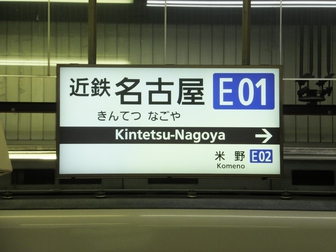 近鉄 名古屋 E01
きんてつ なごや
Kintetsu-Nagoya →
米野 E02
Komeno